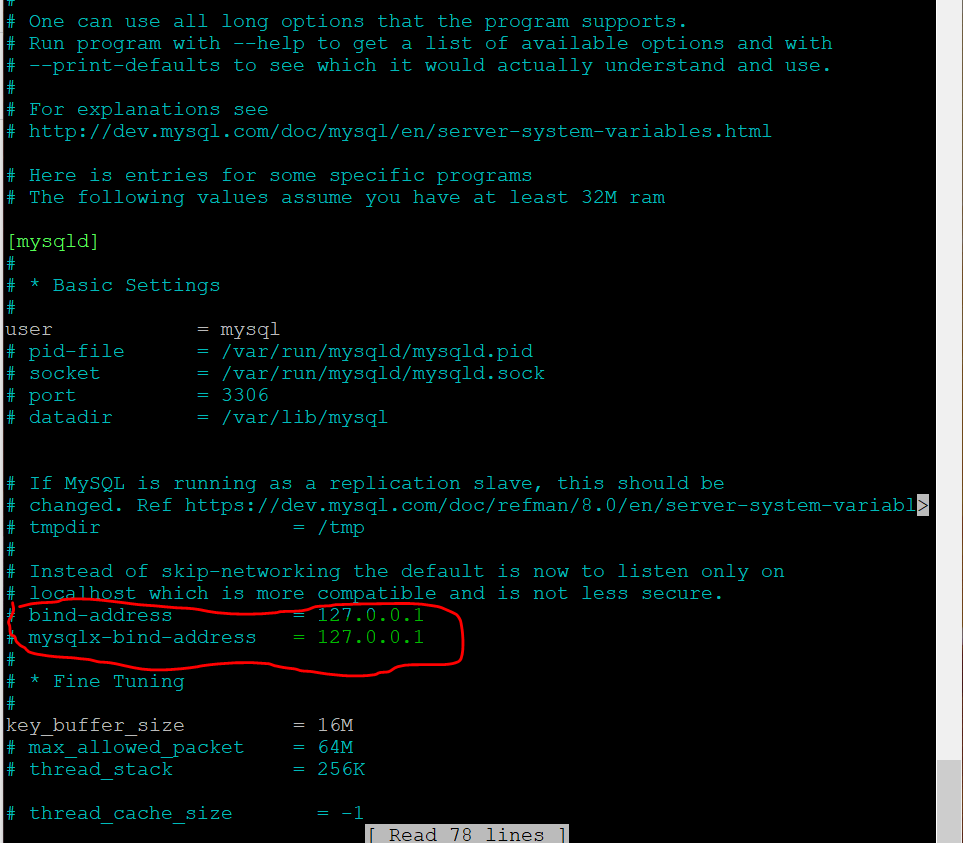 #
# One can use all long options that the program supports.
# Run program with --help to get a list of available options and with
# --print-defaults to see which it would actually understand and use.
#
# For explanations see
# http://dev.mysql.com/doc/mysql/en/server-system-variables.html

# Here is entries for some specific programs
# The following values assume you have at least 32M ram

[mysqld]
#
# * Basic Settings
#
user            = mysql
# pid-file      = /var/run/mysqld/mysqld.pid
# socket        = /var/run/mysqld/mysqld.sock
# port          = 3306
# datadir       = /var/lib/mysql


# If MySQL is running as a replication slave, this should be
# changed. Ref https://dev.mysql.com/doc/refman/8.0/en/server-system-variabl>
# tmpdir                = /tmp
#
# Instead of skip-networking the default is now to listen only on
# localhost which is more compatible and is not less secure.
# bind-address          = 127.0.0.1
# mysqlx-bind-address   = 127.0.0.1
#
# * Fine Tuning
#
key_buffer_size         = 16M
# max_allowed_packet    = 64M
# thread_stack          = 256K

# thread_cache_size       = -1
[ Read 78 lines ]